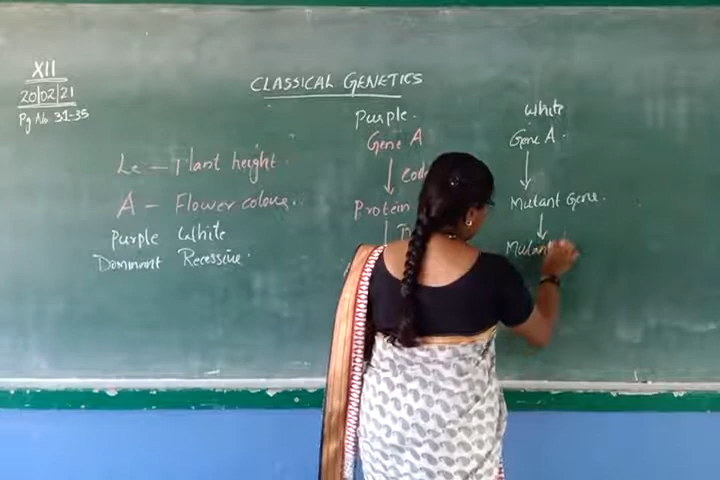 XII
20/02/21
Pg No 31-35
CLASSICAL GENETICS
Le — Plant height
A - Flower colour.
Purple White
Dominant Recessive
Purple
Gene A
Protein
White
Gene A
Mutant Gene
Mutant